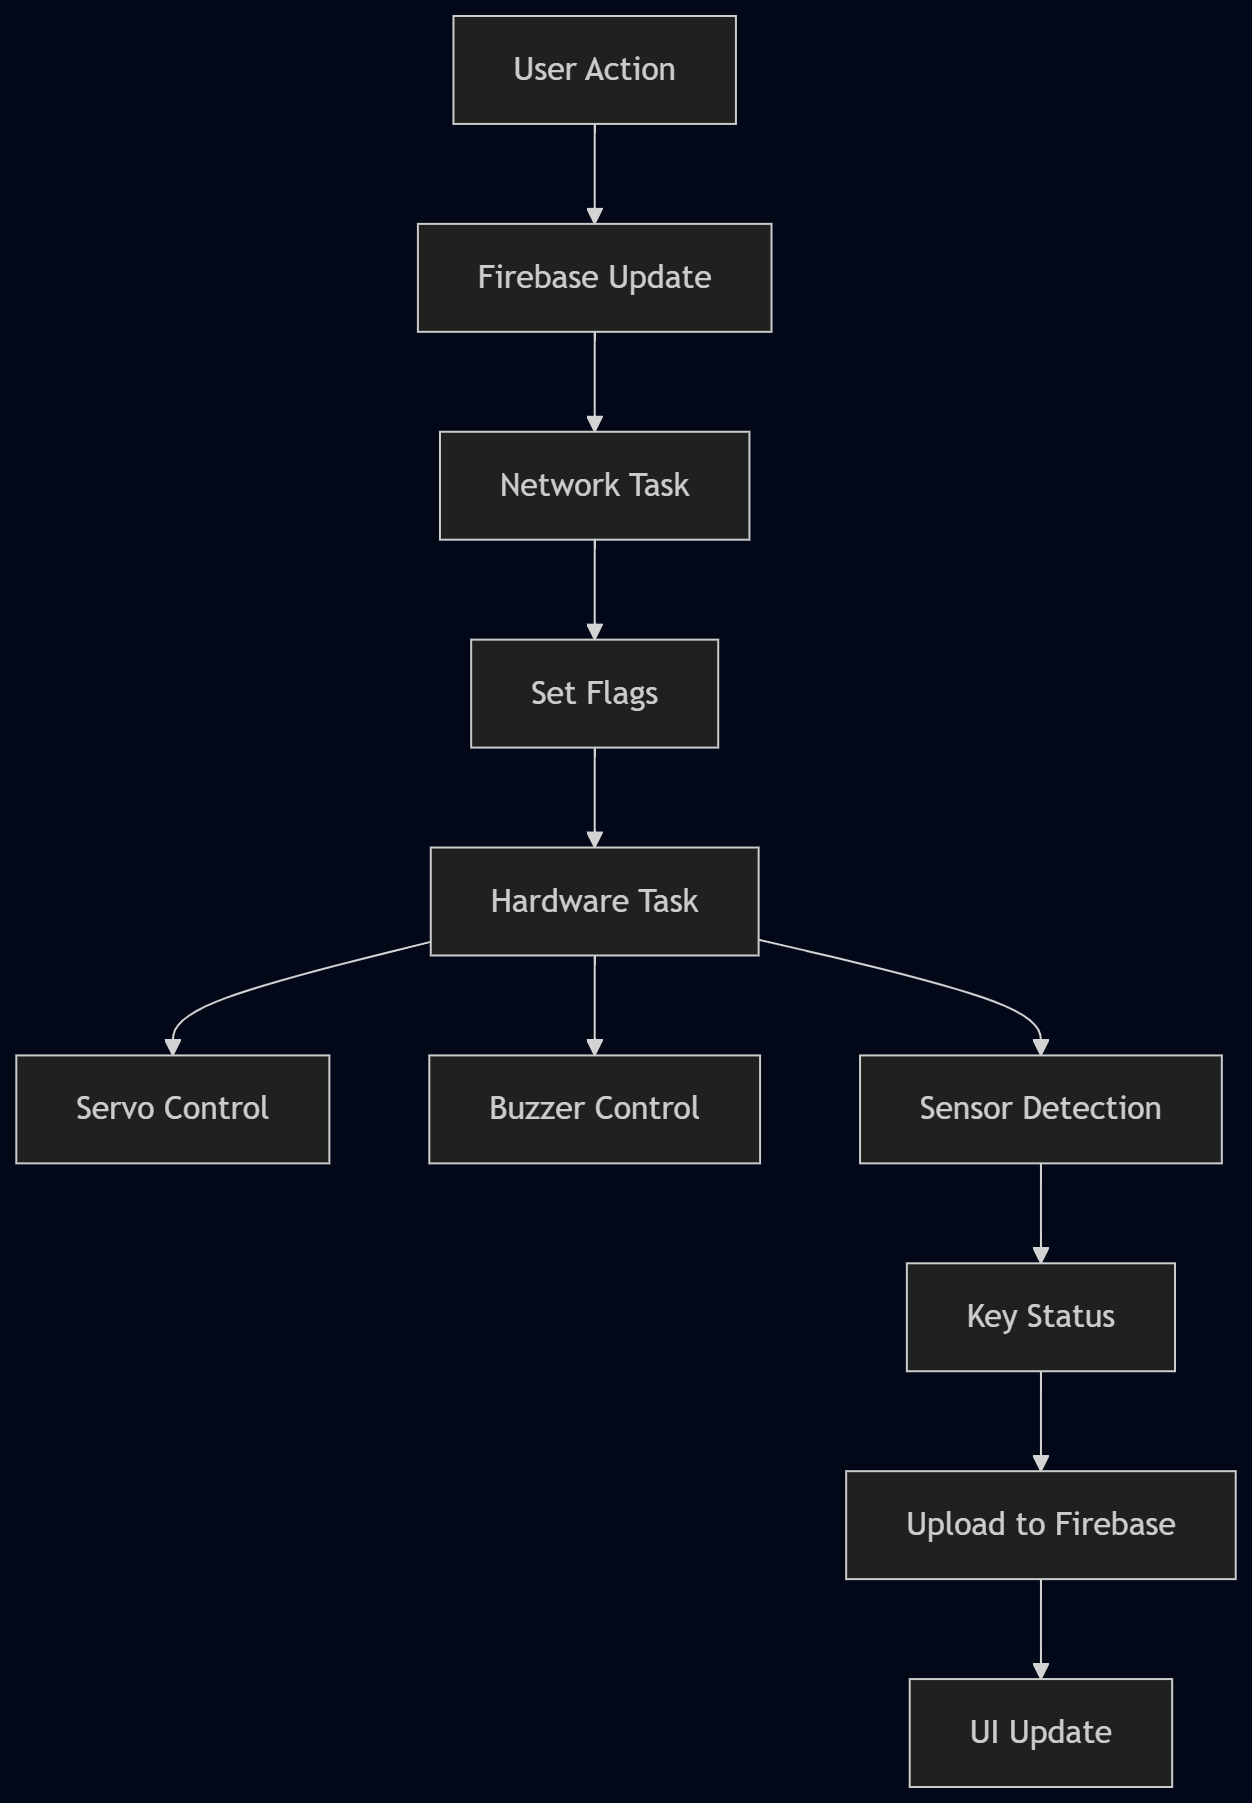 User Action
Firebase Update
Network Task
Set Flags
Hardware Task
Servo Control
Buzzer Control
Sensor Detection
Key Status
Upload to Firebase
UI Update